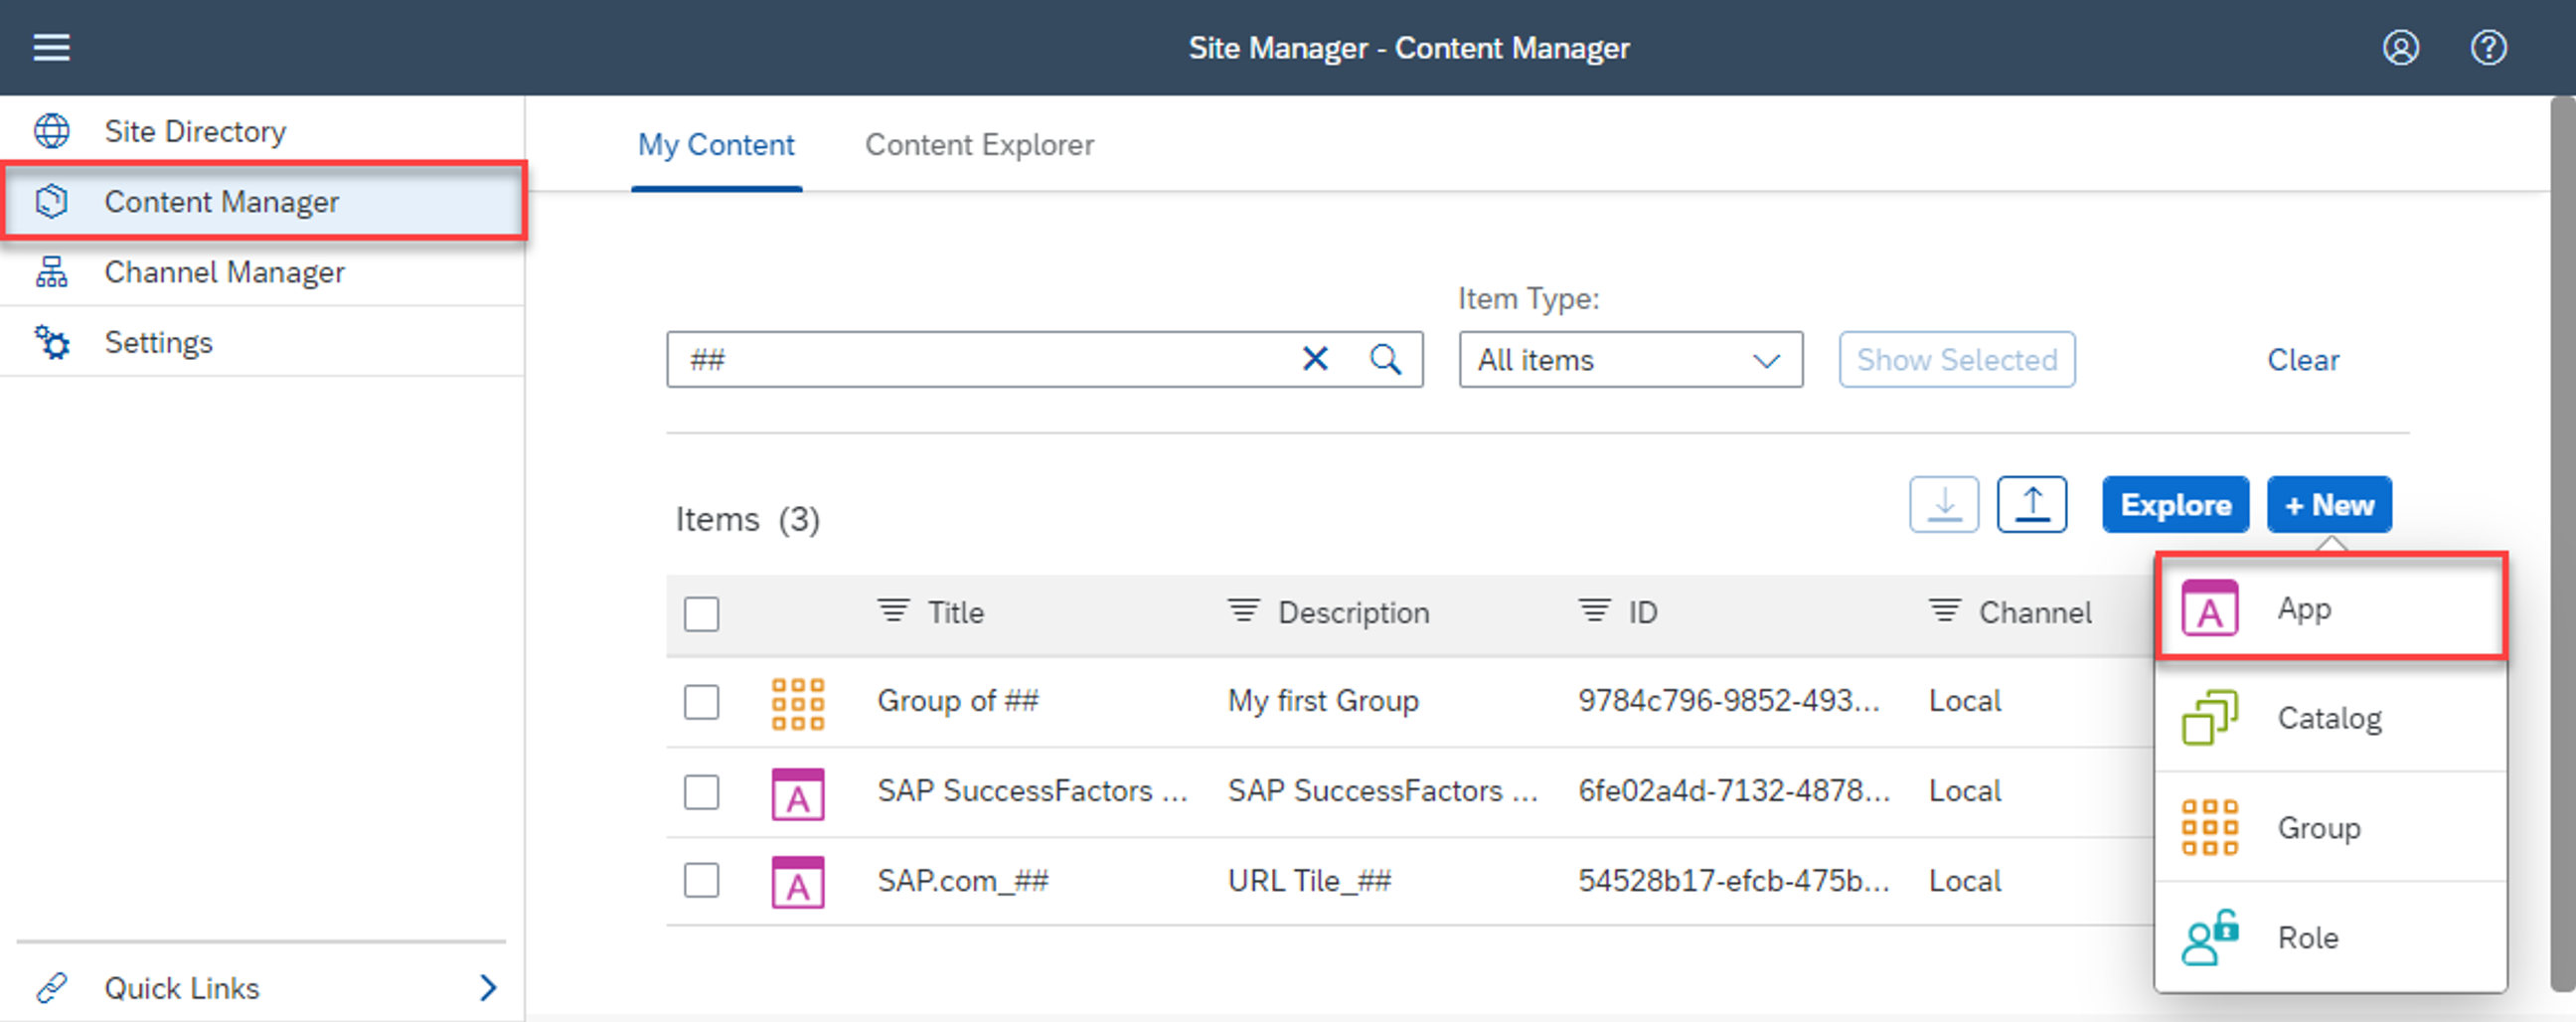 Site Manager - Content Manager
Site Directory
Content Manager
Channel Manager
Settings
Quick Links
My Content
Content Explorer
Item Type:
##
All items
Show Selected
Clear
Items (3)
Explore
+ New
Title
Description
ID
Channel
Group of ##
My first Group
9784c796-9852-493...
Local
SAP SuccessFactors ...
SAP SuccessFactors ...
6fe02a4d-7132-4878...
Local
SAP.com_##
URL Tile_##
54528b17-efcb-475b...
Local
A App
Catalog
Group
Role